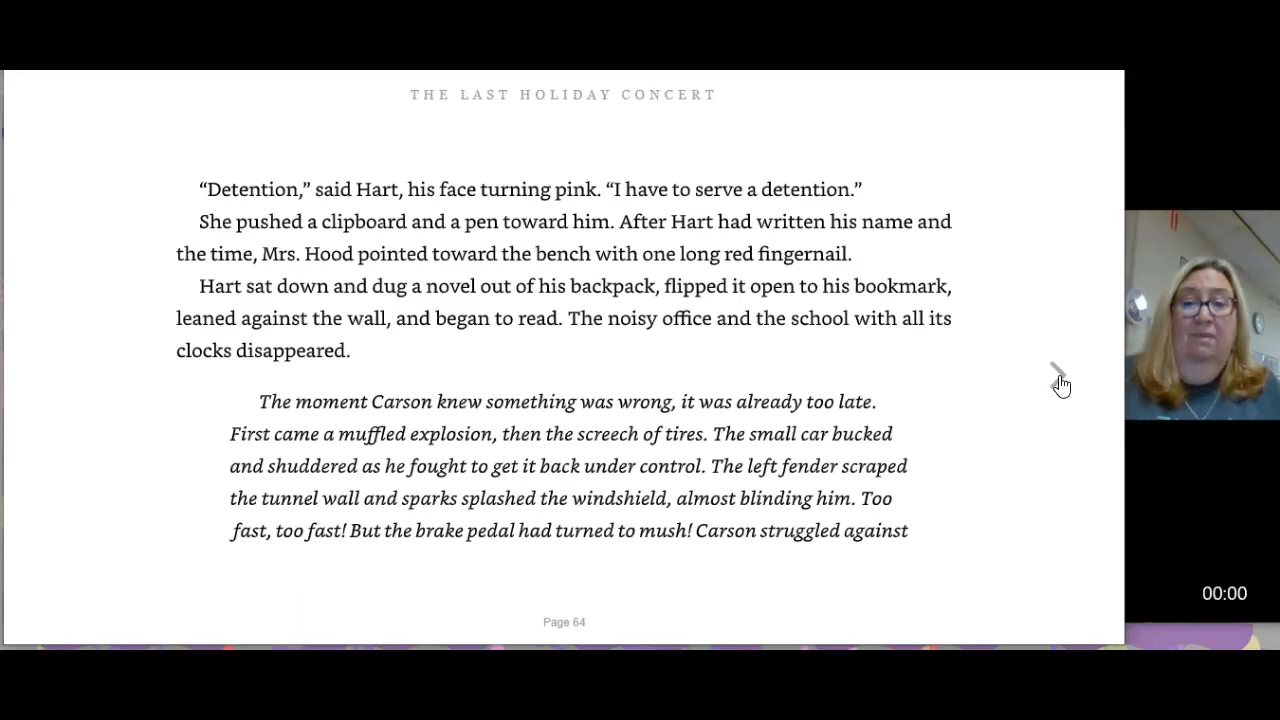 THE LAST HOLIDAY CONCERT
“Detention,” said Hart, his face turning pink. “I have to serve a detention.”
She pushed a clipboard and a pen toward him. After Hart had written his name and
the time, Mrs. Hood pointed toward the bench with one long red fingernail.
Hart sat down and dug a novel out of his backpack, flipped it open to his bookmark,
leaned against the wall, and began to read. The noisy office and the school with all its
clocks disappeared.
The moment Carson knew something was wrong, it was already too late.
First came a muffled explosion, then the screech of tires. The small car bucked
and shuddered as he fought to get it back under control. The left fender scraped
the tunnel wall and sparks splashed the windshield, almost blinding him. Too
fast, too fast! But the brake pedal had turned to mush! Carson struggled against
Page 64
00:00